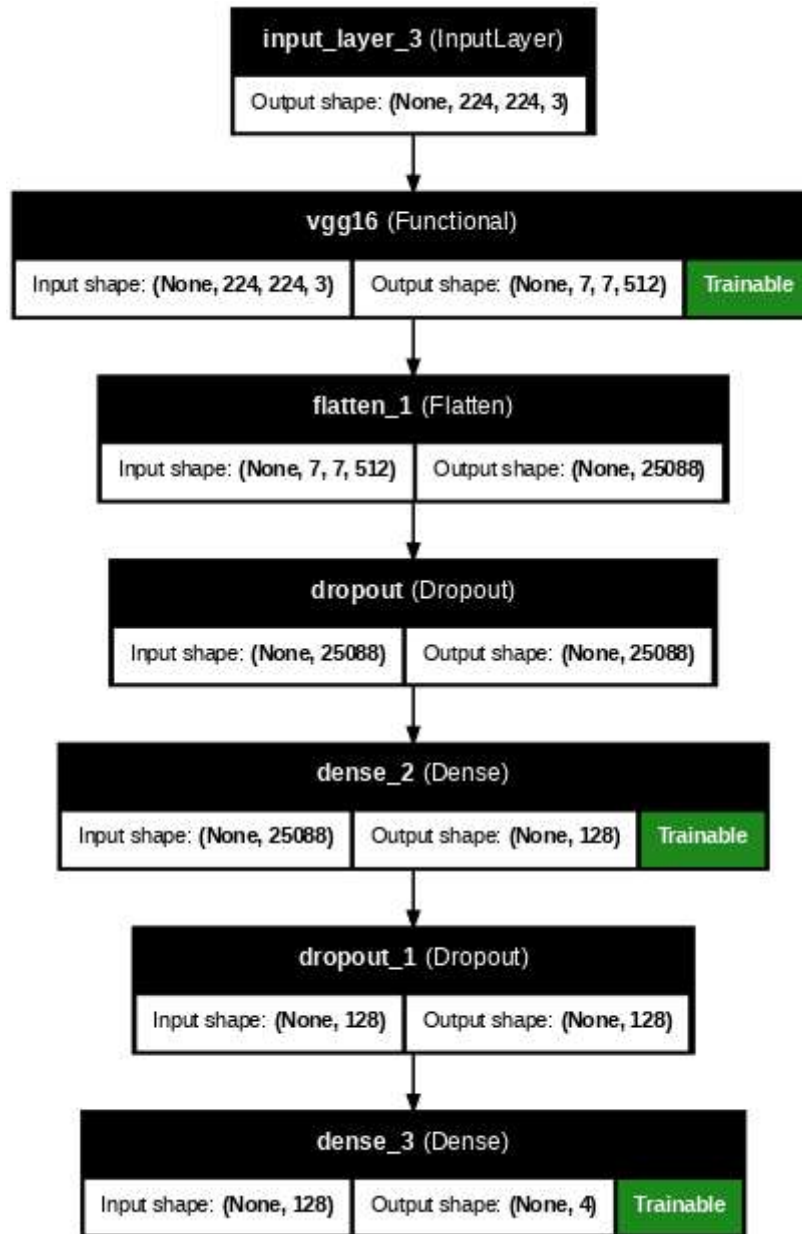 input_layer_3 (InputLayer)
Output shape: (None, 224, 224, 3)
vgg16 (Functional)
Input shape: (None, 224, 224, 3) Output shape: (None, 7, 7, 512) Trainable
flatten_1 (Flatten)
Input shape: (None, 7, 7, 512) Output shape: (None, 25088)
dropout (Dropout)
Input shape: (None, 25088) Output shape: (None, 25088)
dense_2 (Dense)
Input shape: (None, 25088) Output shape: (None, 128) Trainable
dropout_1 (Dropout)
Input shape: (None, 128) Output shape: (None, 128)
dense_3 (Dense)
Input shape: (None, 128) Output shape: (None, 4) Trainable